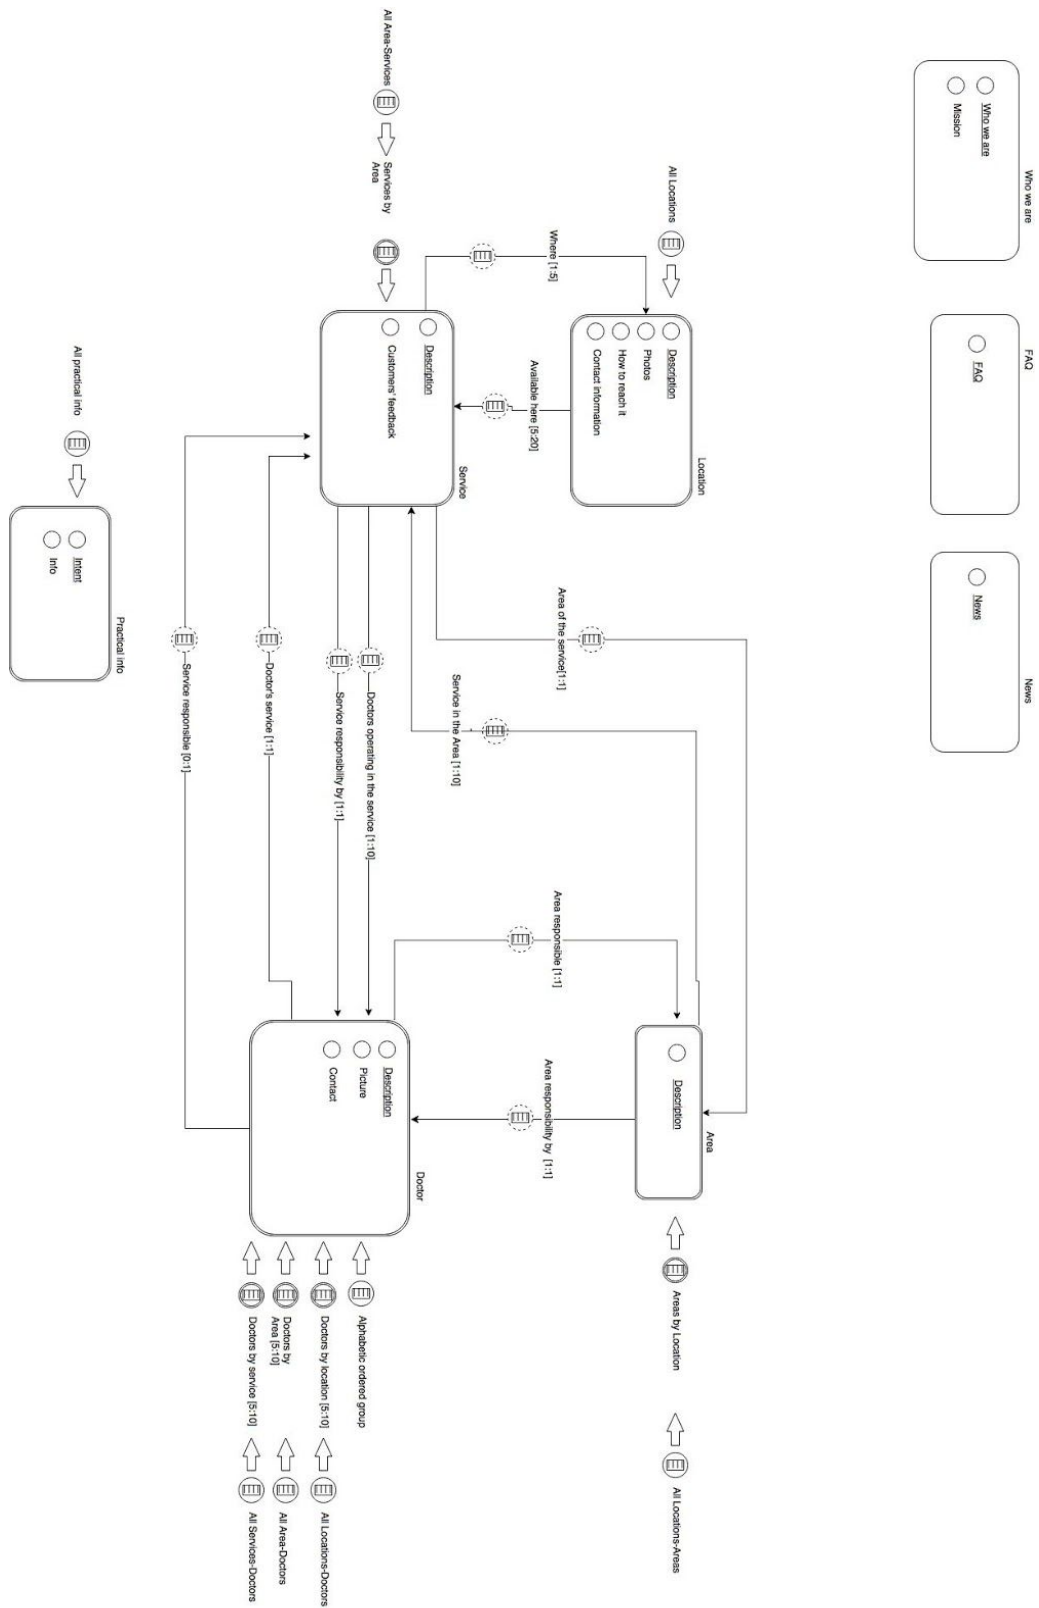 Who we are
Who we are
Mission
FAQ
FAQ
News
News
All Locations
Location
Description
Photos
How to reach it
Contact information
Where [1:5]
Available here [5:20]
All Area-Services
Services by
Area
Service
Description
Customers' feedback
Area of the service[1:1]
Service in the Area [1:10]
Doctors operating in the service [1:10]
Service responsibility by [1:1]
Doctor's service [1:1]
Service responsible [0:1]
Area responsible [1:1]
Area responsibility by [1:1]
Area
Description
Areas by Location
All Locations-Areas
Doctor
Description
Picture
Contact
Alphabetic ordered group
Doctors by location [5:10]
All Locations-Doctors
Doctors by
Area [5:10]
All Area-Doctors
Doctors by service [5:10]
All Services-Doctors
All practical info
Practical info
Intent
Info